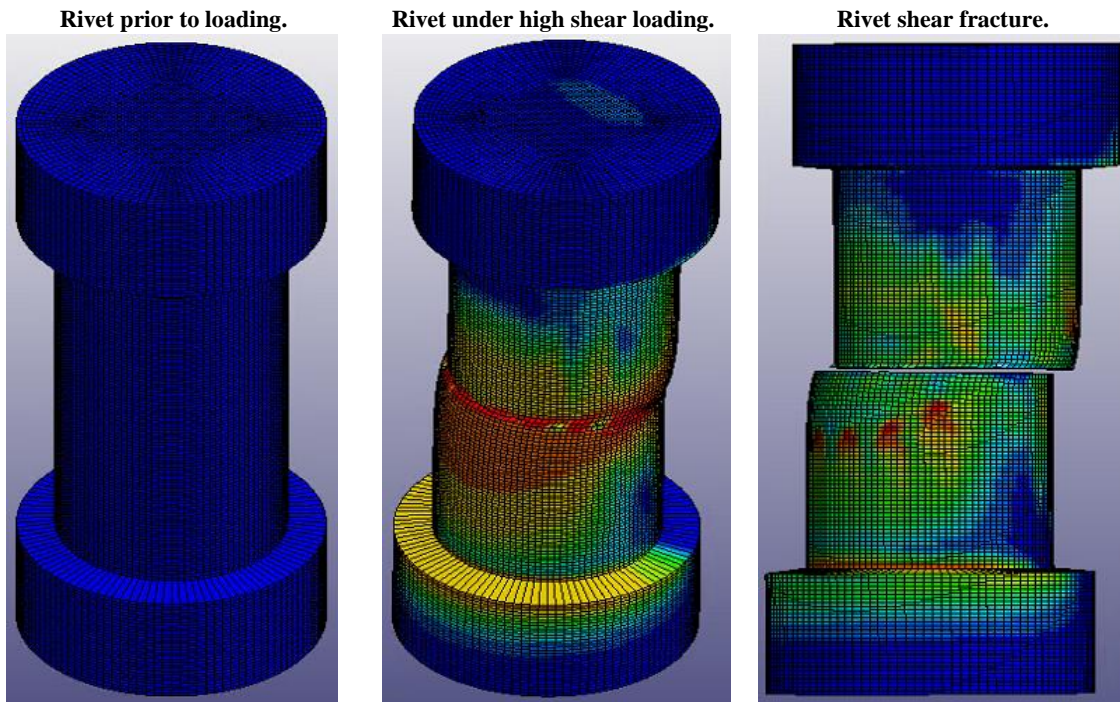 Rivet prior to loading.
Rivet under high shear loading.
Rivet shear fracture.